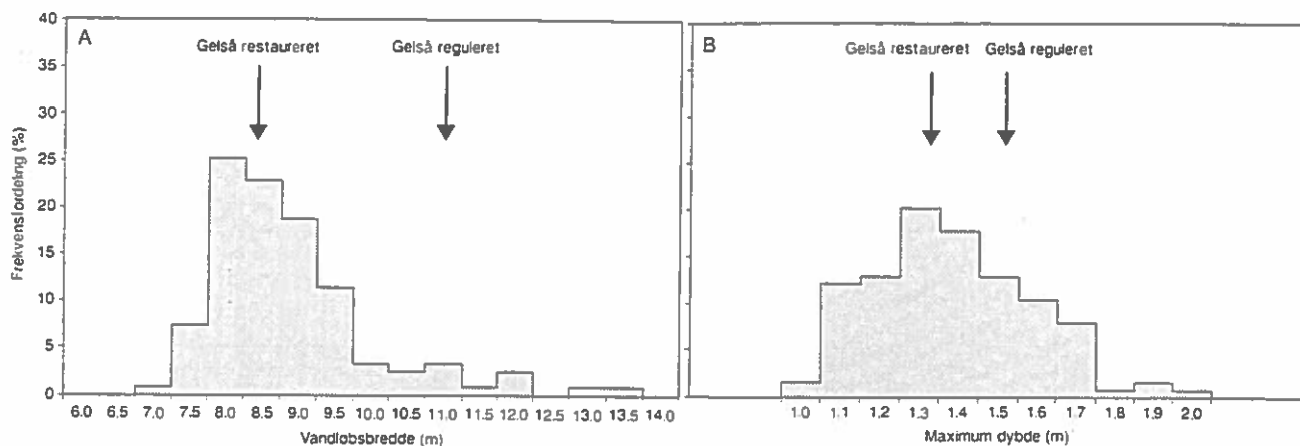 A
Gelså restaureret
Gelså reguleret
Frekvensfordeling (%)
40
35
30
25
20
15
10
5
0
6.0 6.5 7.0 7.5 8.0 8.5 9.0 9.5 10.0 10.5 11.0 11.5 12.0 12.5 13.0 13.5 14.0
Vandløbsbredde (m)
B
Gelså restaureret
Gelså reguleret
1.0 1.1 1.2 1.3 1.4 1.5 1.6 1.7 1.8 1.9 2.0
Maximum dybde (m)